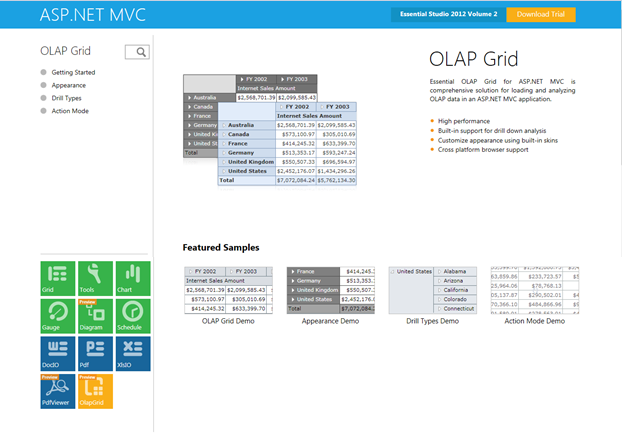 ASP.NET MVC
Essential Studio 2012 Volume 2
Download Trial
OLAP Grid
Getting Started
Appearance
Drill Types
Action Mode
FY 2002 FY 2003
Internet Sales Amount
Australia $2,568,701.39 $2,099,585.43
Canada
France
Germany
United
United
Total
FY 2002 FY 2003
Internet Sales Amount
Australia $2,568,701.39 $2,099,585.43
Canada $573,100.97 $305,010.69
France $414,245.32 $633,399.70
Germany $513,353.17 $593,247.24
United Kingdom $550,507.33 $696,594.97
United States $2,452,176.07 $1,434,296.26
Total $7,072,084.24 $5,762,134.30
OLAP Grid
Essential OLAP Grid for ASP.NET MVC is
comprehensive solution for loading and analyzing
OLAP data in an ASP.NET MVC application.
High performance
Built-in support for drill down analysis
Customize appearance using built-in skins
Cross platform browser support
Featured Samples
FY 2002 FY 2003
Internet Sales Amount
$2,568,701.39 $2,099,585.43
$573,100.97 $305,010.69
$414,245.32 $633,399.70
OLAP Grid Demo
France $414,245.3
Germany $513,353.
United Kingdom $550,507.
United States $2,452,176.
Total $7,072,084.
Appearance Demo
United States Alabama
Arizona
California
Colorado
Connecticut
Drill Types Demo
63,859.86 $233,723.57
25,964.06 $78,768.13
05,137.87 $290,502.01
70,366.10 $484,866.96
Action Mode Demo
Grid
Tools
Chart
Gauge
Preview
Diagram
Schedule
DocIO
Pdf
XlsIO
Preview
PdfViewer
Preview
OlapGrid